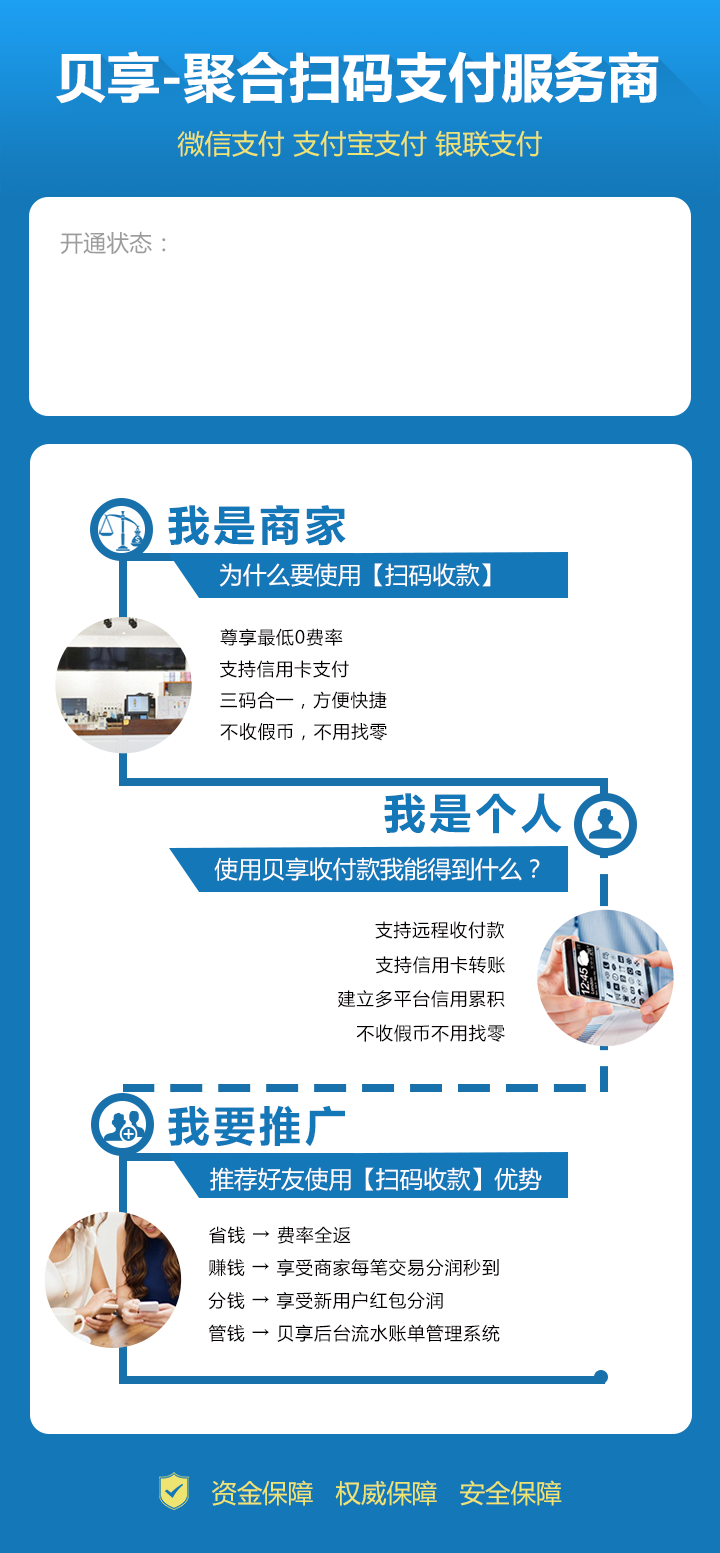 贝享-聚合扫码支付服务商
微信支付 支付宝支付 银联支付
开通状态：
我是商家
为什么要使用【扫码收款】
尊享最低0费率
支持信用卡支付
三码合一，方便快捷
不收假币，不用找零
我是个人
使用贝享收付款我能得到什么？
支持远程收付款
支持信用卡转账
建立多平台信用累积
不收假币不用找零
12:45
我要推广
推荐好友使用【扫码收款】优势
省钱 → 费率全返
赚钱 → 享受商家每笔交易分润秒到
分钱 → 享受新用户红包分润
管钱 → 贝享后台流水账单管理系统
资金保障 权威保障 安全保障